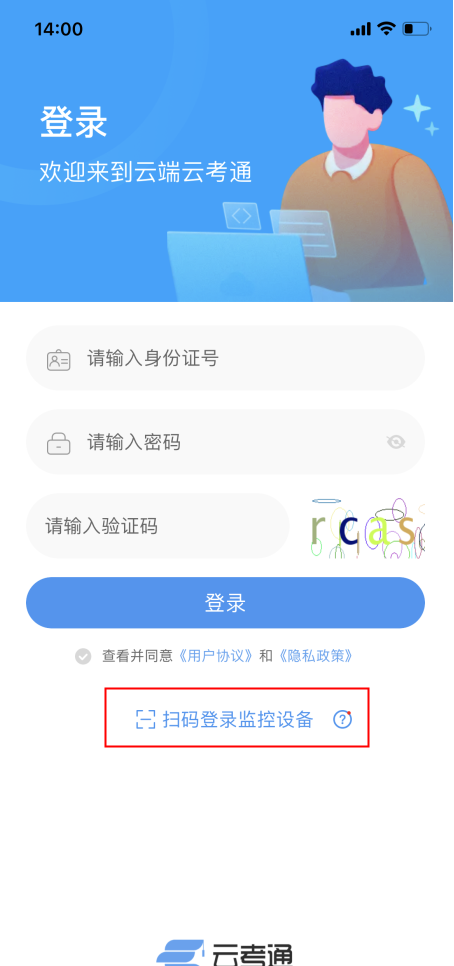 14:00
登录
欢迎来到云端云考通
请输入身份证号
请输入密码
请输入验证码
rcas
登录
查看并同意《用户协议》和《隐私政策》
扫码登录监控设备 ?
云考通